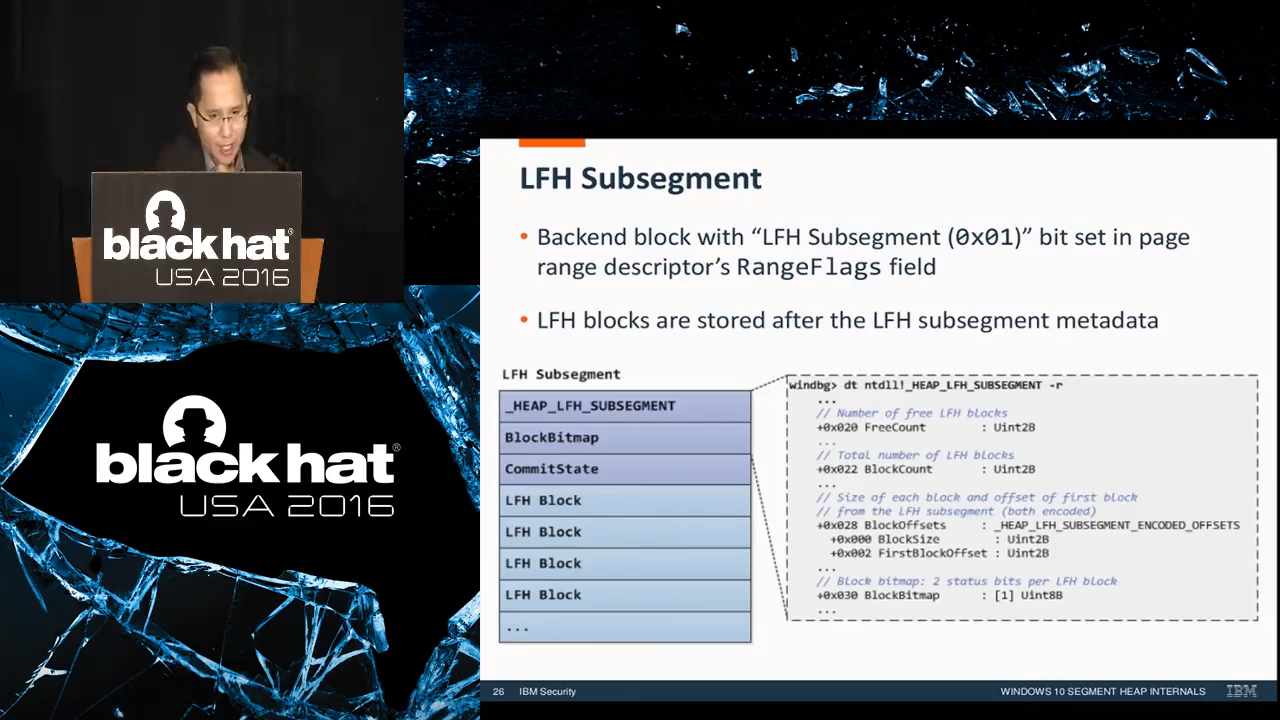 black hat®
USA 2016
black hat®
USA 2016
LFH Subsegment
• Backend block with “LFH Subsegment (0x01)” bit set in page
range descriptor’s RangeFlags field
• LFH blocks are stored after the LFH subsegment metadata
LFH Subsegment
_HEAP_LFH_SUBSEGMENT
BlockBitmap
CommitState
LFH Block
LFH Block
LFH Block
LFH Block
...
windbg> dt ntdll!_HEAP_LFH_SUBSEGMENT -r
...
// Number of free LFH blocks
+0x020 FreeCount : Uint2B
...
// Total number of LFH blocks
+0x022 BlockCount : Uint2B
...
// Size of each block and offset of first block
// from the LFH subsegment (both encoded)
+0x028 BlockOffsets : _HEAP_LFH_SUBSEGMENT_ENCODED_OFFSETS
+0x000 BlockSize : Uint2B
+0x002 FirstBlockOffset : Uint2B
...
// Block bitmap: 2 status bits per LFH block
+0x030 BlockBitmap : [1] Uint8B
...
26 IBM Security
WINDOWS 10 SEGMENT HEAP INTERNALS
IBM